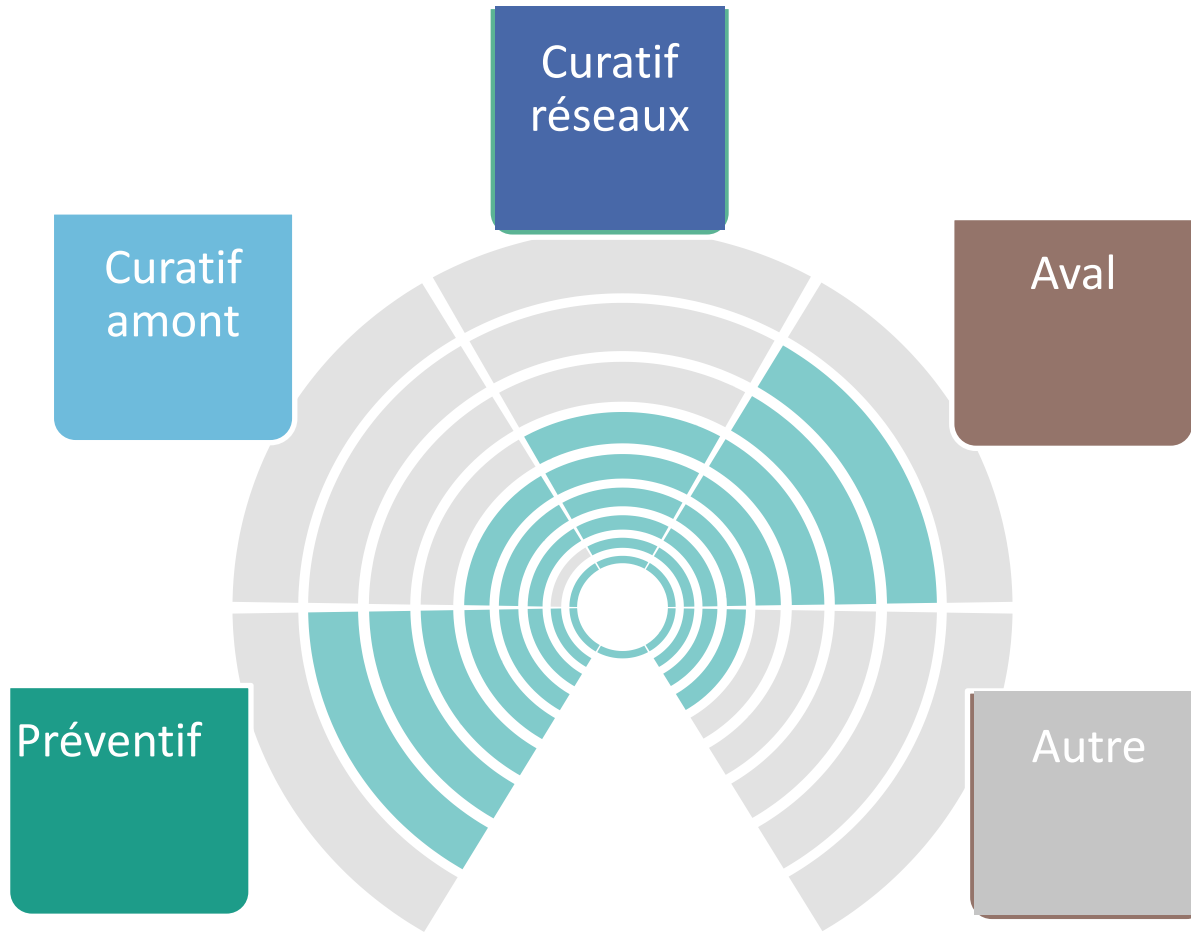 Curatif
réseaux
Curatif
amont
Aval
Préventif
Autre